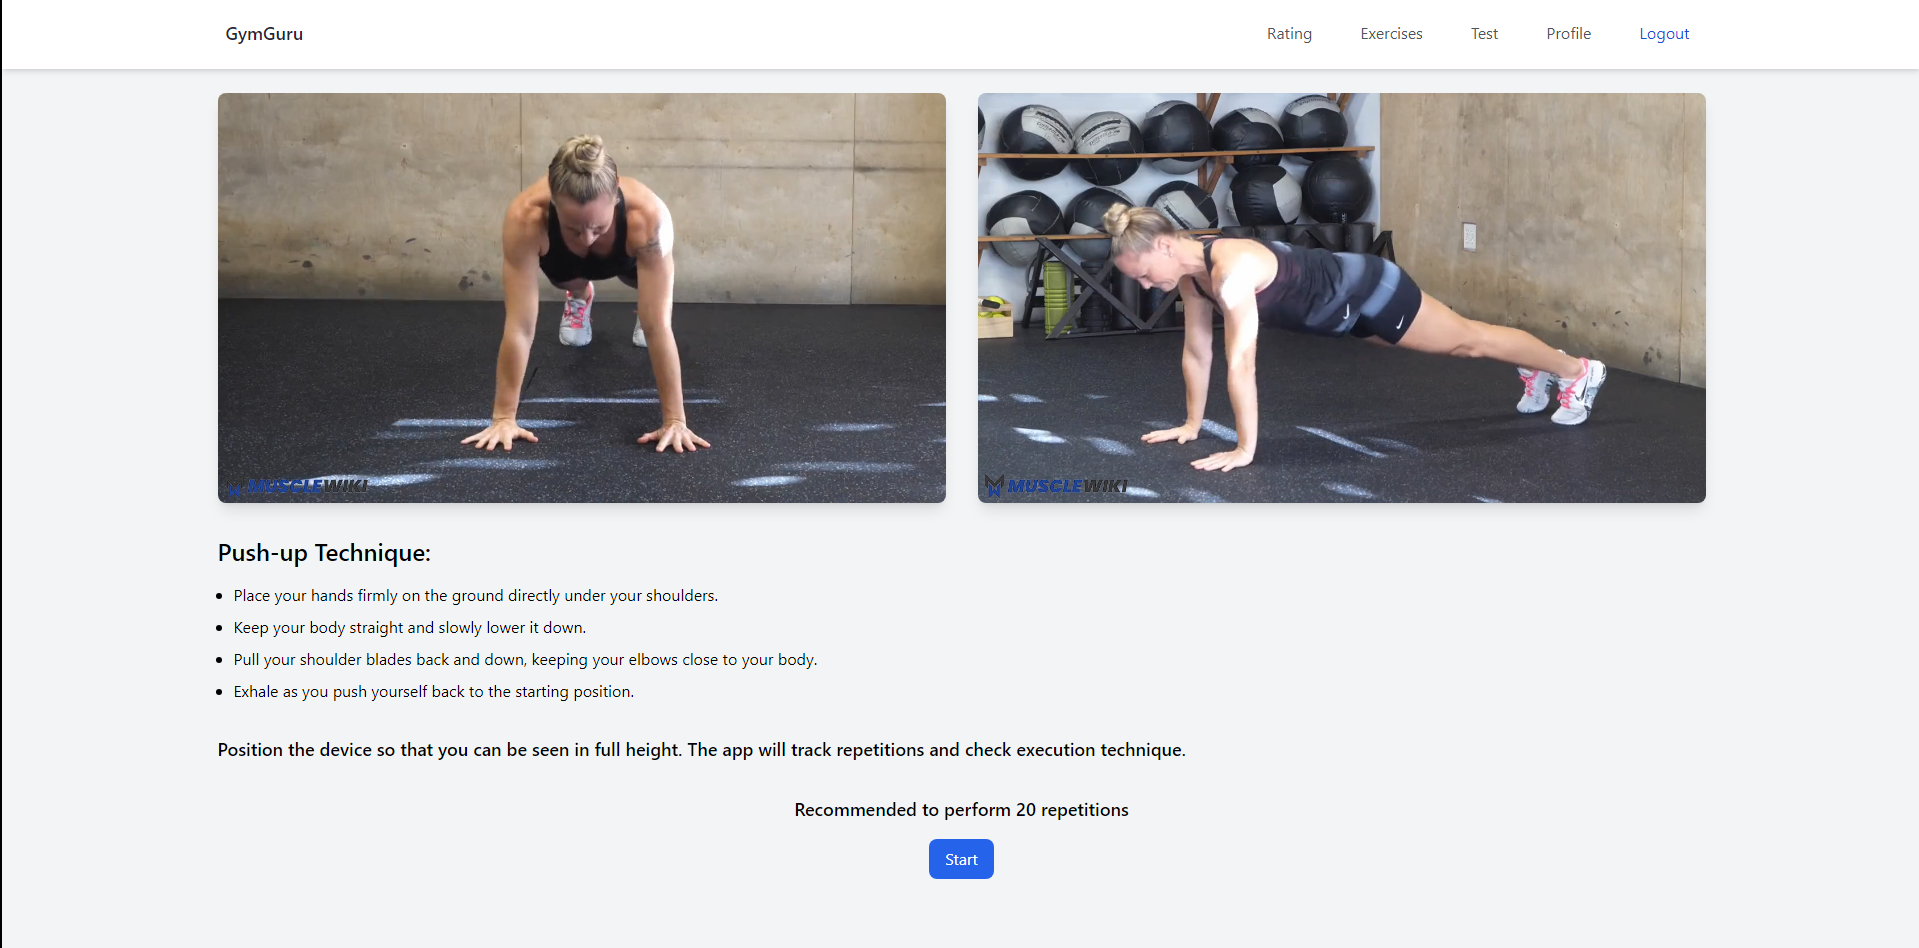 GymGuru
Rating
Exercises
Test
Profile
Logout
MUSCLEWIKI
MUSCLEWIKI
Push-up Technique:
Place your hands firmly on the ground directly under your shoulders.
Keep your body straight and slowly lower it down.
Pull your shoulder blades back and down, keeping your elbows close to your body.
Exhale as you push yourself back to the starting position.
Position the device so that you can be seen in full height. The app will track repetitions and check execution technique.
Recommended to perform 20 repetitions
Start